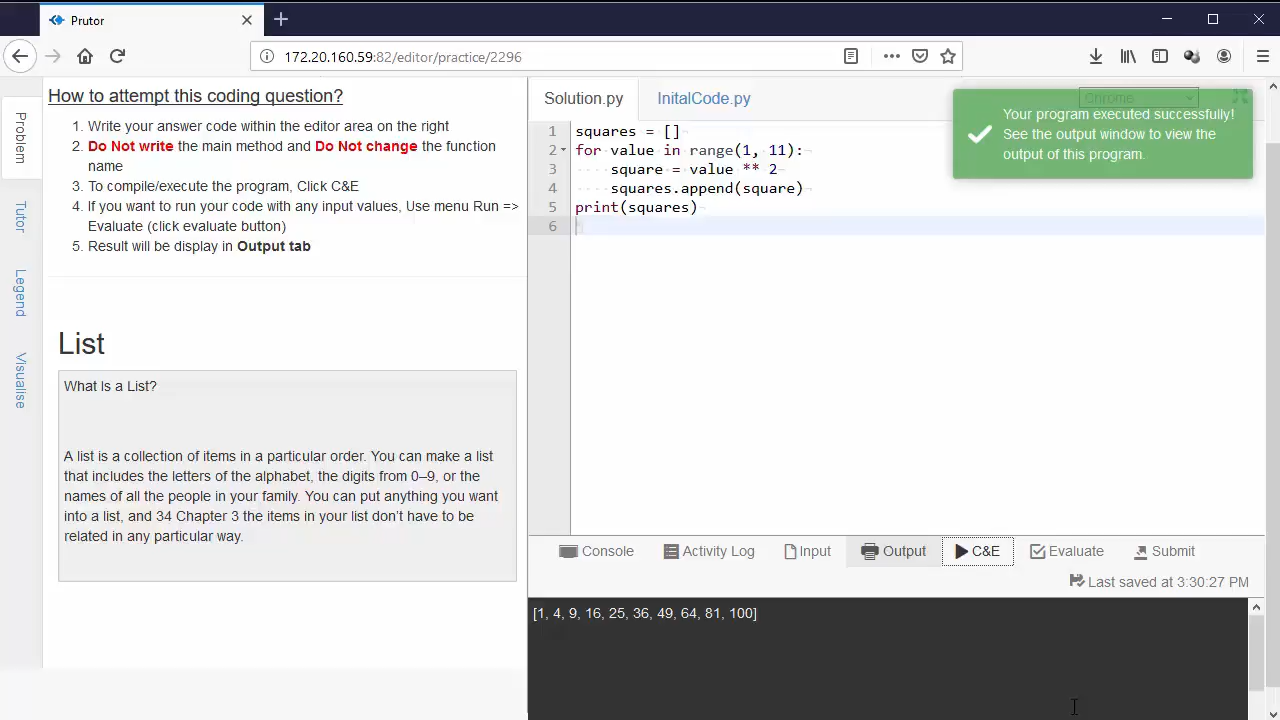 Prutor
172.20.160.59:82/editor/practice/2296
Problem
Tutor
Legend
Visualise
How to attempt this coding question?
1. Write your answer code within the editor area on the right
2. Do Not write the main method and Do Not change the function
name
3. To compile/execute the program, Click C&E
4. If you want to run your code with any input values, Use menu Run =>
Evaluate (click evaluate button)
5. Result will be display in Output tab
List
What Is a List?
A list is a collection of items in a particular order. You can make a list
that includes the letters of the alphabet, the digits from 0–9, or the
names of all the people in your family. You can put anything you want
into a list, and 34 Chapter 3 the items in your list don’t have to be
related in any particular way.
Solution.py InitalCode.py
Chrome
Your program executed successfully!
See the output window to view the
output of this program.
1 squares = []
2 for value in range(1, 11):
3 square = value ** 2
4 squares.append(square)
5 print(squares)
6
Console Activity Log Input Output C&E Evaluate Submit
Last saved at 3:30:27 PM
[1, 4, 9, 16, 25, 36, 49, 64, 81, 100]